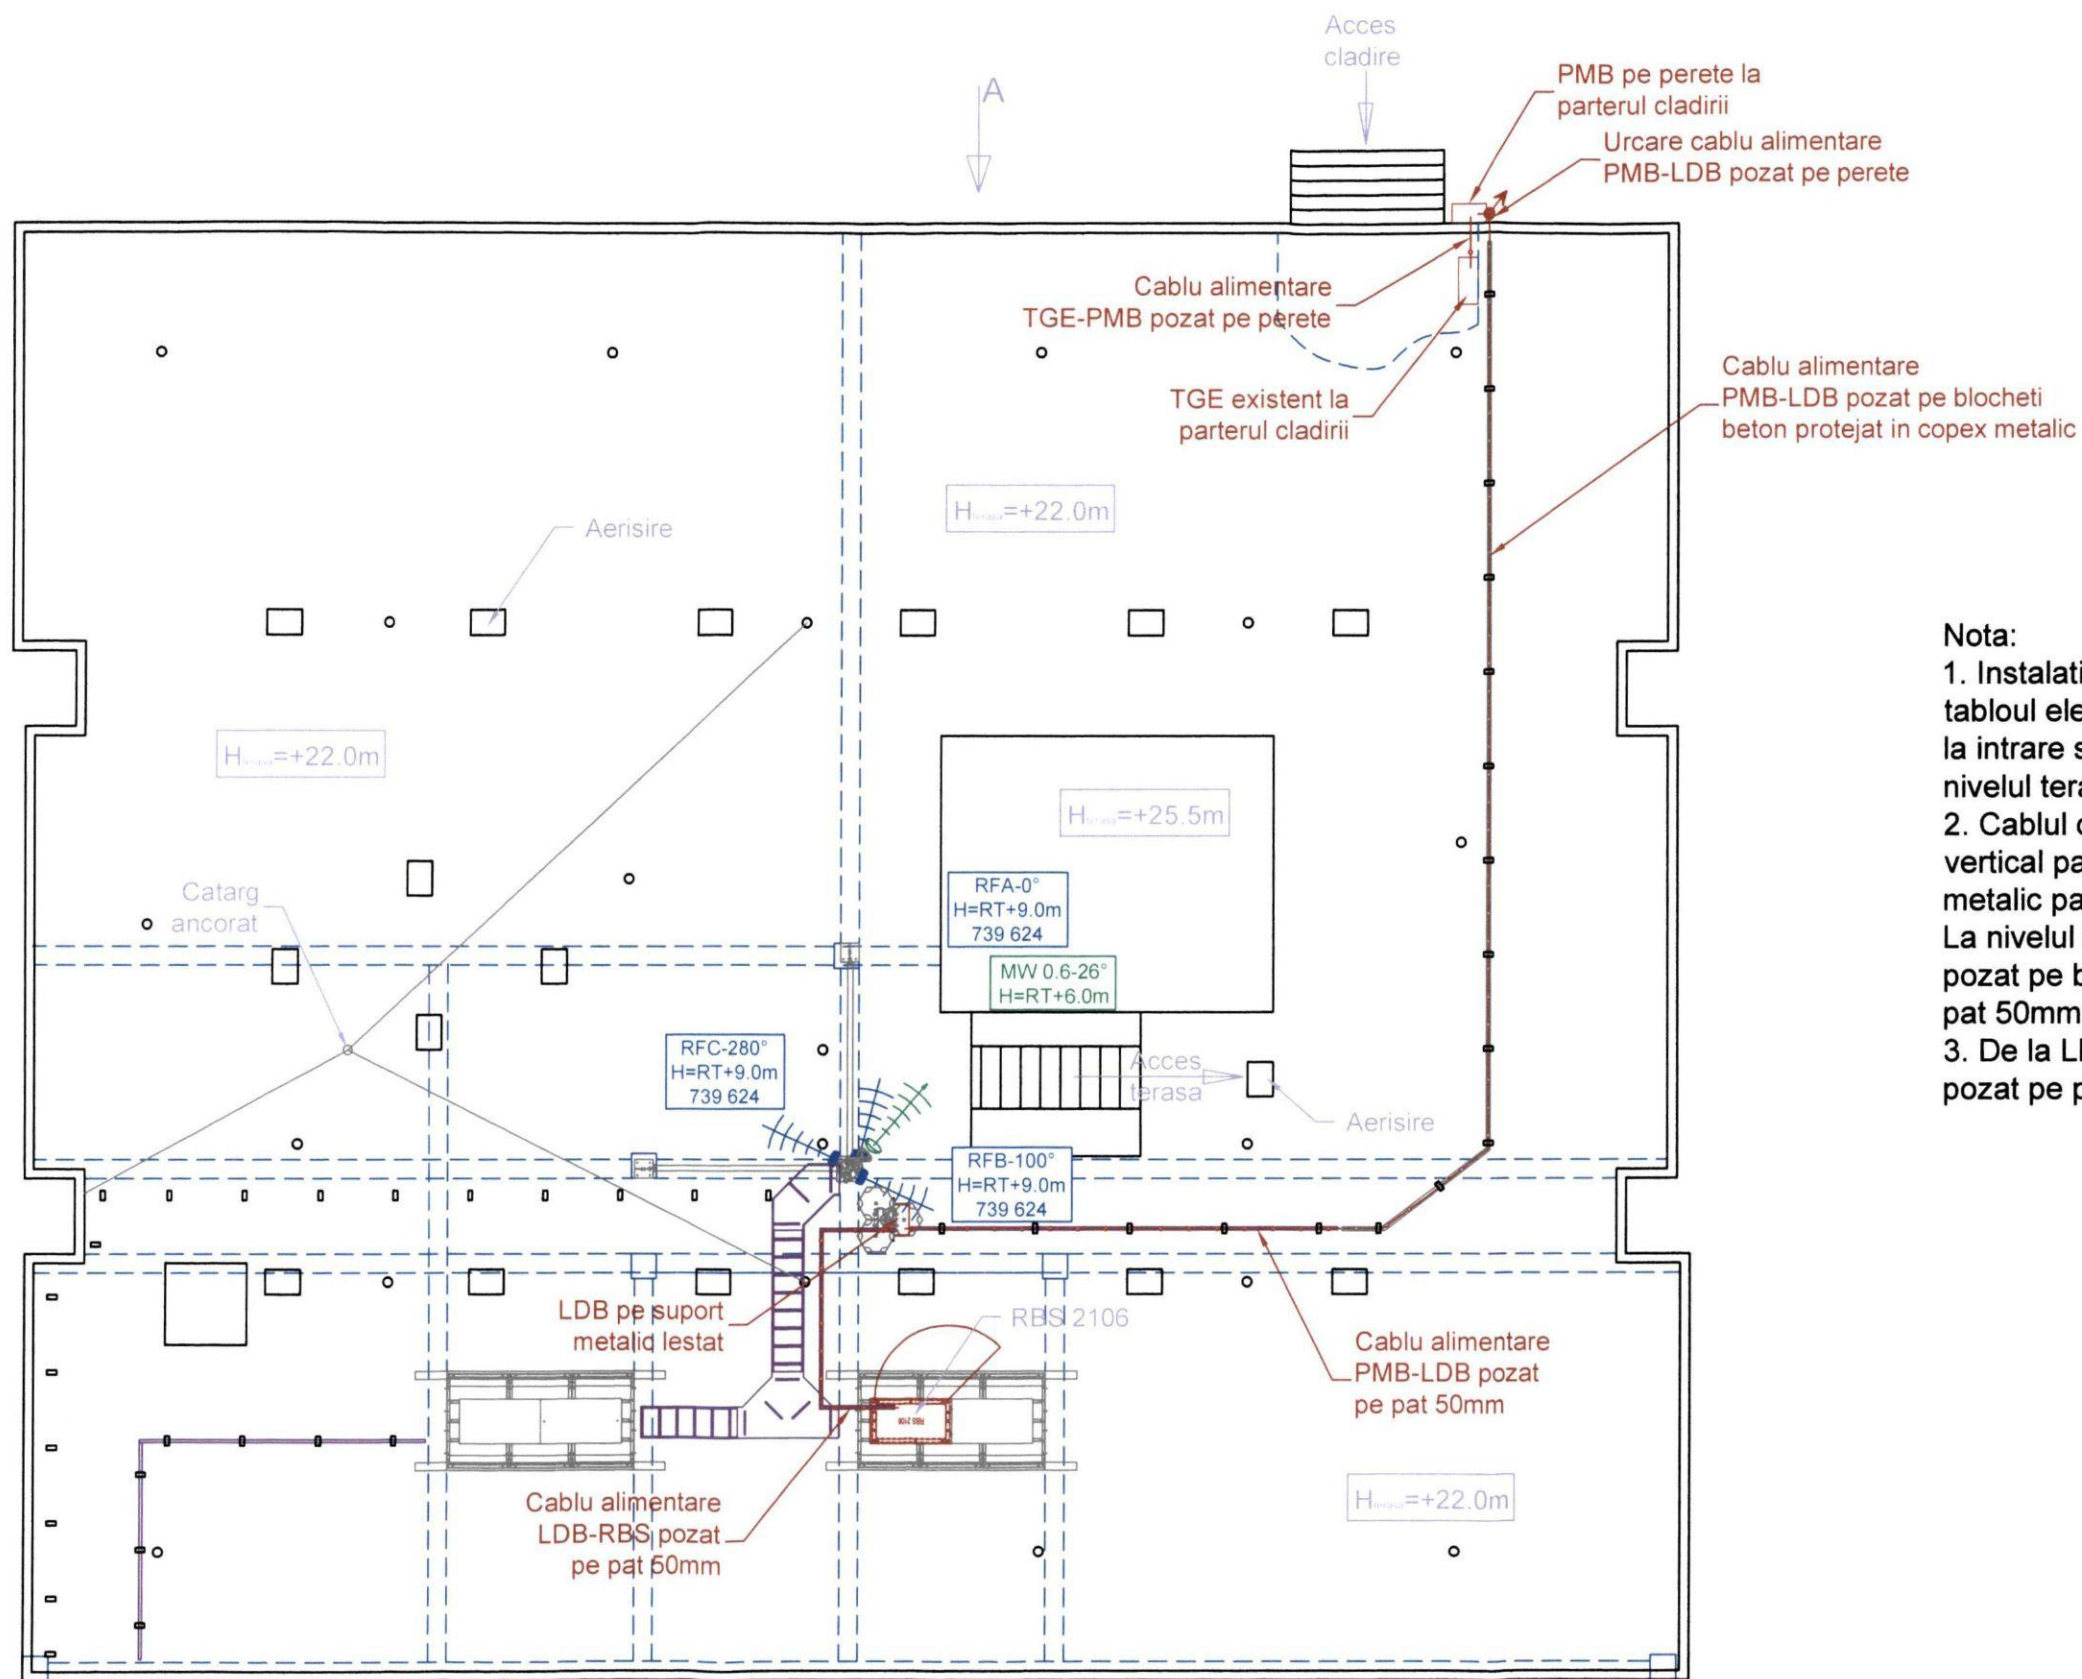 Acces
cladire
A
PMB pe perete la
parterul cladirii
Urcare cablu alimentare
PMB-LDB pozat pe perete
Cablu alimentare
TGE-PMB pozat pe perete
TGE existent la
parterul cladirii
Cablu alimentare
PMB-LDB pozat pe blocheti
beton protejat in copex metalic
Hterasa=+22.0m
Aerisire
Hterasa=+22.0m
Hterasa=+25.5m
Catarg
ancorat
RFA-0°
H=RT+9.0m
739 624
MW 0.6-26°
H=RT+6.0m
RFC-280°
H=RT+9.0m
739 624
Acces
terasa
Aerisire
RFB-100°
H=RT+9.0m
739 624
LDB pe suport
metalic lestat
RBS 2106
Cablu alimentare
PMB-LDB pozat
pe pat 50mm
RBS 2106
Cablu alimentare
LDB-RBS pozat
pe pat 50mm
Hterasa=+22.0m
Nota:
1. Instalati
tabloul ele
la intrare s
nivelul tera
2. Cablul d
vertical pa
metalic pa
La nivelul
pozat pe b
pat 50mm
3. De la L
pozat pe p